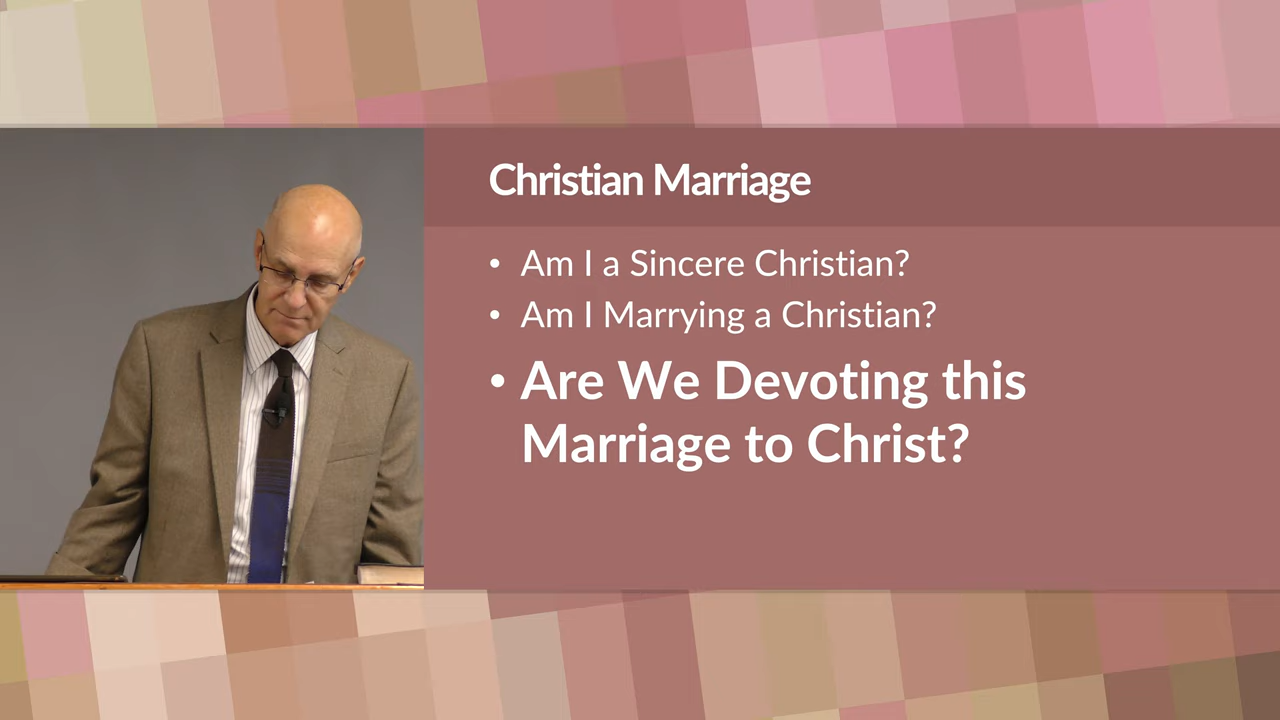 Christian Marriage
• Am I a Sincere Christian?
• Am I Marrying a Christian?
• Are We Devoting this
Marriage to Christ?